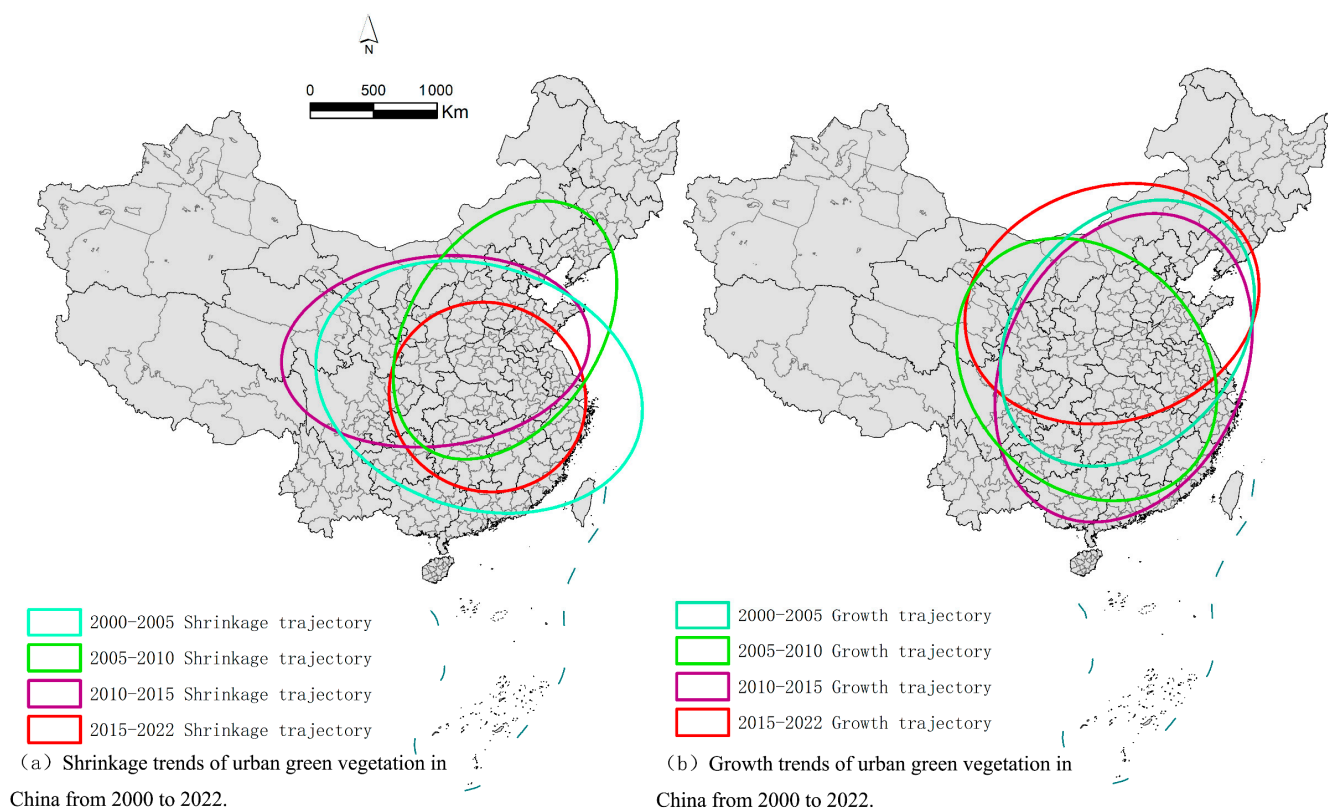 N
0 500 1000
Km
2000-2005 Shrinkage trajectory
2005-2010 Shrinkage trajectory
2010-2015 Shrinkage trajectory
2015-2022 Shrinkage trajectory
（a）Shrinkage trends of urban green vegetation in
China from 2000 to 2022.
2000-2005 Growth trajectory
2005-2010 Growth trajectory
2010-2015 Growth trajectory
2015-2022 Growth trajectory
（b）Growth trends of urban green vegetation in
China from 2000 to 2022.